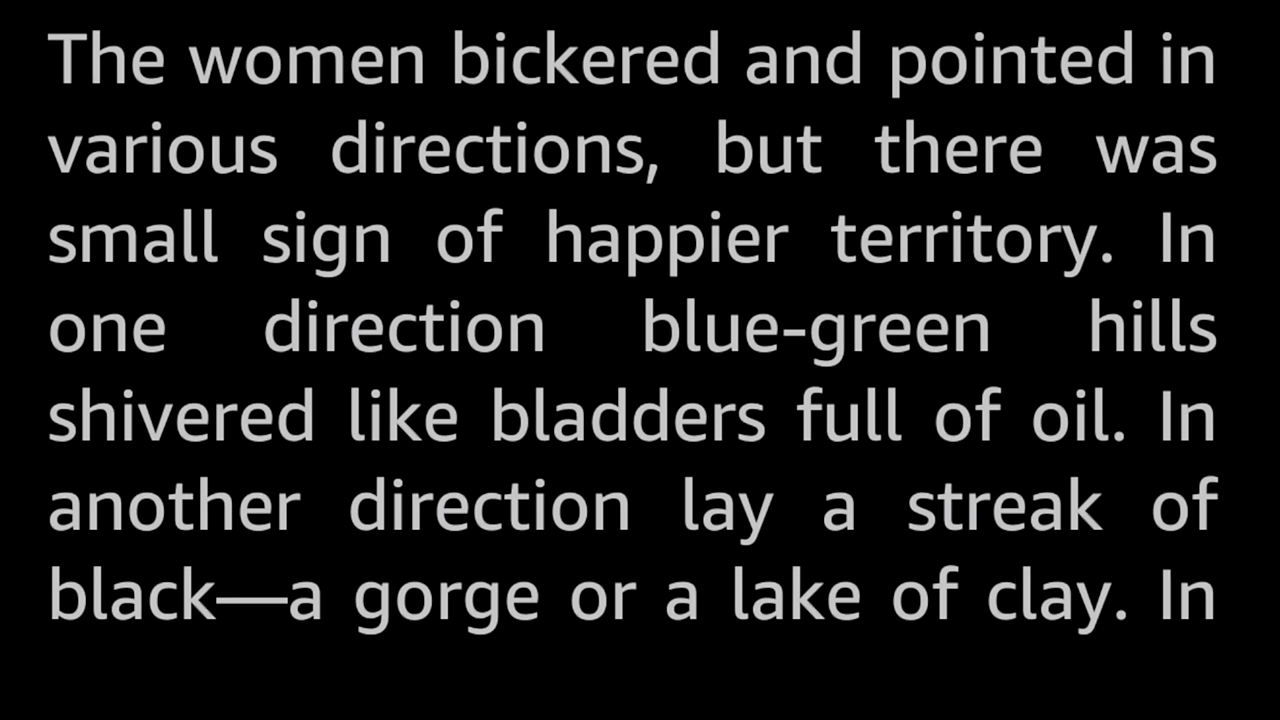 The women bickered and pointed in
various directions, but there was
small sign of happier territory. In
one direction blue-green hills
shivered like bladders full of oil. In
another direction lay a streak of
black—a gorge or a lake of clay. In